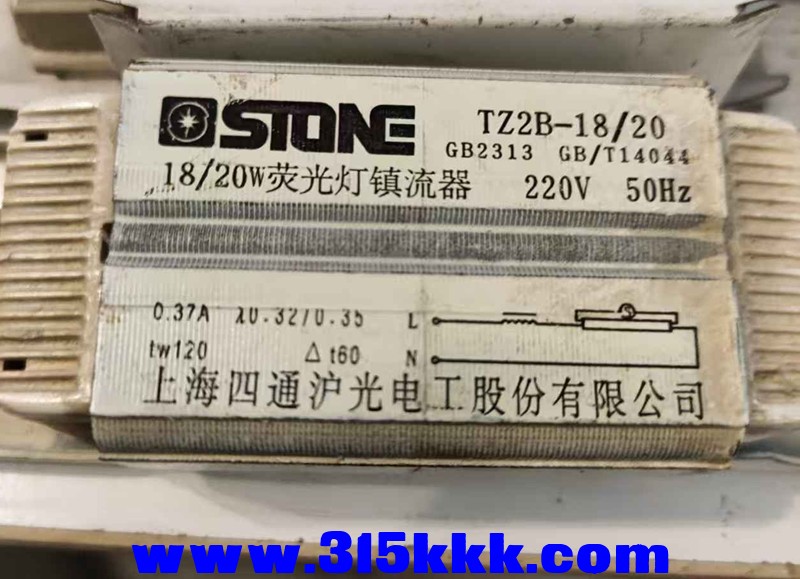 STONE TZ2B-18/20
GB2313 GB/T14044
18/20W荧光灯镇流器 220V 50Hz
0.37A λ0.32/0.35 L
tw120 Δt60 N
上海四通沪光电工股份有限公司
www.315kkk.com